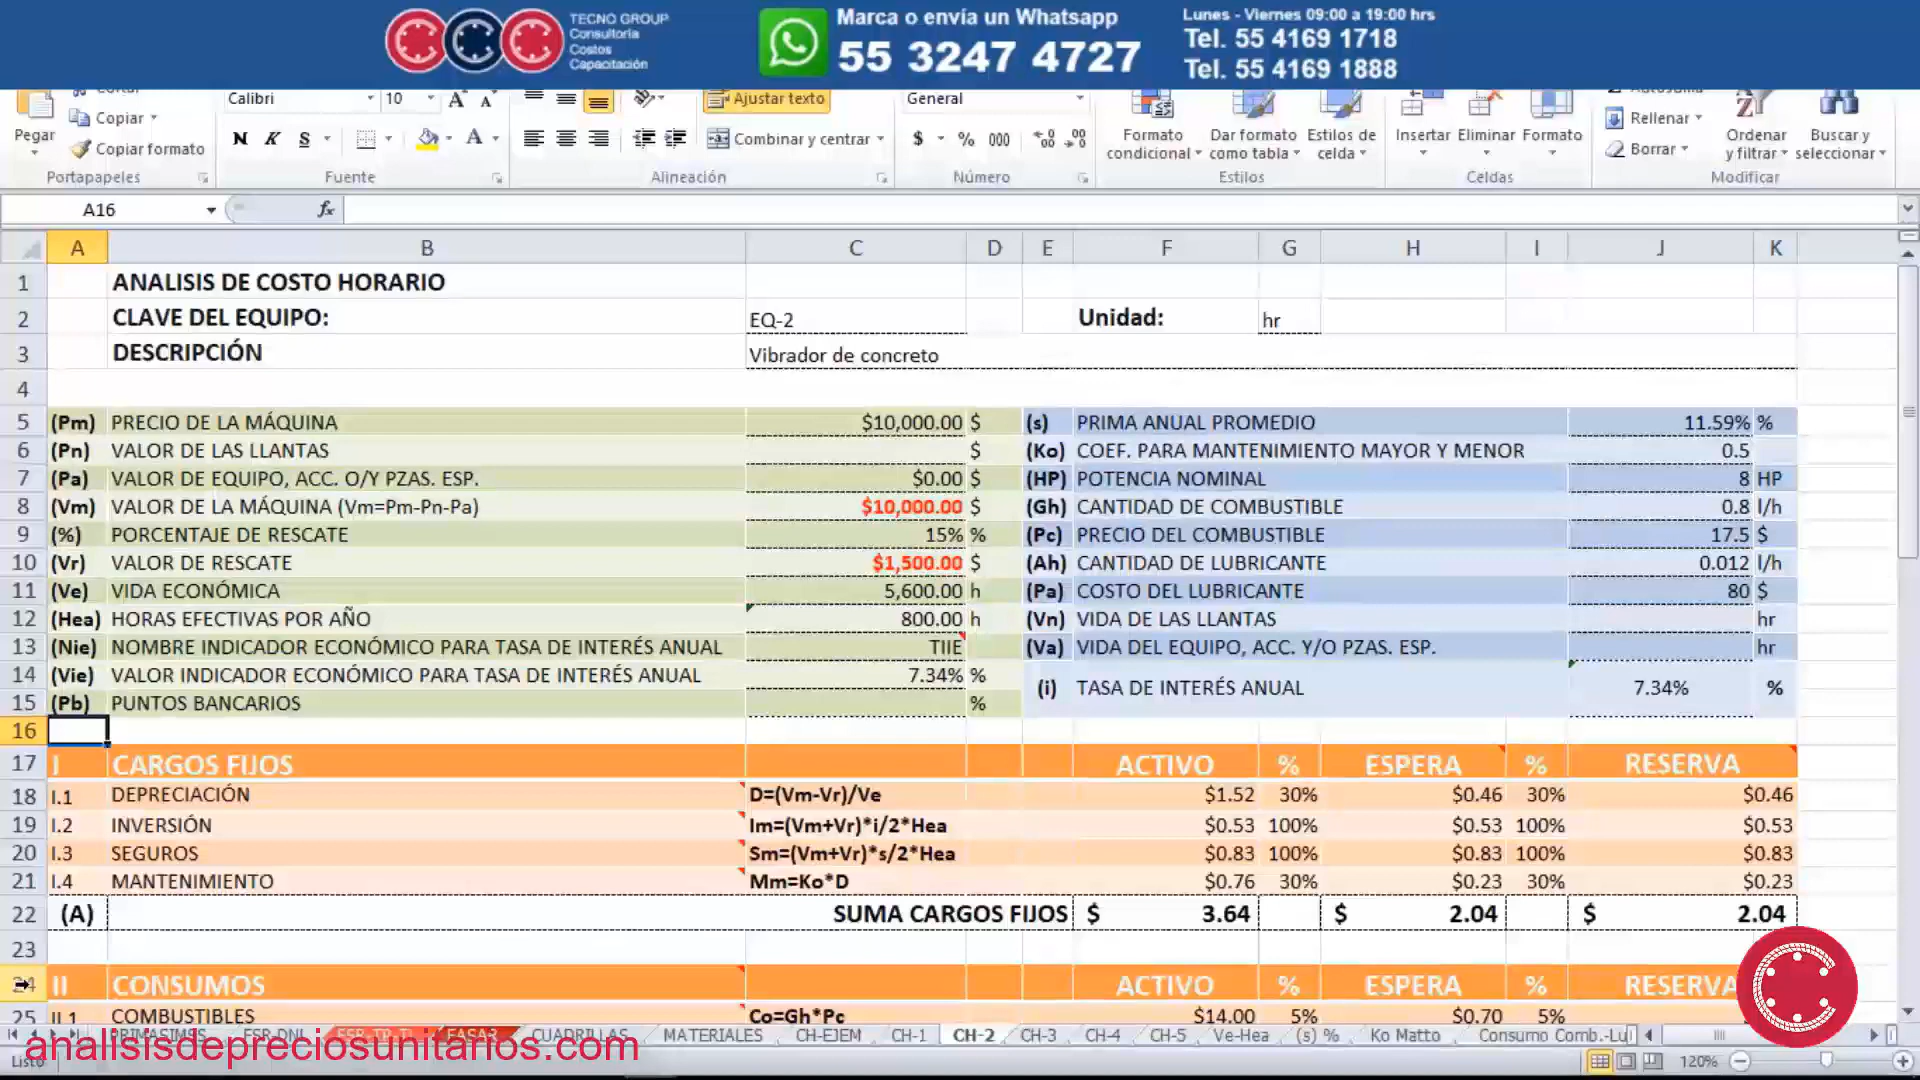 TECNO GROUP
Consultoría
Costos
Capacitación
Marca o envía un Whatsapp
55 3247 4727
Lunes - Viernes 09:00 a 19:00 hrs
Tel. 55 4169 1718
Tel. 55 4169 1888
Pegar
Copiar
Copiar formato
Portapapeles
Calibri 10
N K S
Fuente
Ajustar texto
Combinar y centrar
Alineación
General
$ % 000
Número
Formato condicional
Dar formato como tabla
Estilos de celda
Estilos
Insertar Eliminar Formato
Celdas
Rellenar
Borrar
Ordenar y filtrar
Buscar y seleccionar
Modificar
A16 fx
A B C D E F G H I J K
1 ANALISIS DE COSTO HORARIO
2 CLAVE DEL EQUIPO: EQ-2 Unidad: hr
3 DESCRIPCIÓN Vibrador de concreto
4
5 (Pm) PRECIO DE LA MÁQUINA $10,000.00 $ (s) PRIMA ANUAL PROMEDIO 11.59% %
6 (Pn) VALOR DE LAS LLANTAS $ (Ko) COEF. PARA MANTENIMIENTO MAYOR Y MENOR 0.5
7 (Pa) VALOR DE EQUIPO, ACC. O/Y PZAS. ESP. $0.00 $ (HP) POTENCIA NOMINAL 8 HP
8 (Vm) VALOR DE LA MÁQUINA (Vm=Pm-Pn-Pa) $10,000.00 $ (Gh) CANTIDAD DE COMBUSTIBLE 0.8 l/h
9 (%) PORCENTAJE DE RESCATE 15% % (Pc) PRECIO DEL COMBUSTIBLE 17.5 $
10 (Vr) VALOR DE RESCATE $1,500.00 $ (Ah) CANTIDAD DE LUBRICANTE 0.012 l/h
11 (Ve) VIDA ECONÓMICA 5,600.00 h (Pa) COSTO DEL LUBRICANTE 80 $
12 (Hea) HORAS EFECTIVAS POR AÑO 800.00 h (Vn) VIDA DE LAS LLANTAS hr
13 (Nie) NOMBRE INDICADOR ECONÓMICO PARA TASA DE INTERÉS ANUAL TIIE (Va) VIDA DEL EQUIPO, ACC. Y/O PZAS. ESP. hr
14 (Vie) VALOR INDICADOR ECONÓMICO PARA TASA DE INTERÉS ANUAL 7.34% % (i) TASA DE INTERÉS ANUAL 7.34% %
15 (Pb) PUNTOS BANCARIOS %
16
17 I CARGOS FIJOS ACTIVO % ESPERA % RESERVA
18 I.1 DEPRECIACIÓN D=(Vm-Vr)/Ve $1.52 30% $0.46 30% $0.46
19 I.2 INVERSIÓN Im=(Vm+Vr)*i/2*Hea $0.53 100% $0.53 100% $0.53
20 I.3 SEGUROS Sm=(Vm+Vr)*s/2*Hea $0.83 100% $0.83 100% $0.83
21 I.4 MANTENIMIENTO Mm=Ko*D $0.76 30% $0.23 30% $0.23
22 (A) SUMA CARGOS FIJOS $ 3.64 $ 2.04 $ 2.04
23
24 II CONSUMOS ACTIVO % ESPERA % RESERVA
25 II.1 COMBUSTIBLES Co=Gh*Pc $14.00 5% $0.70 5%
FASAR CUADRILLAS MATERIALES CH-EJEM CH-1 CH-2 CH-3 CH-4 CH-5 Ve-Hea (s) % Ko Matto Consumo Comb.-Lu
analisisdepreciosunitarios.com
Listo
120%